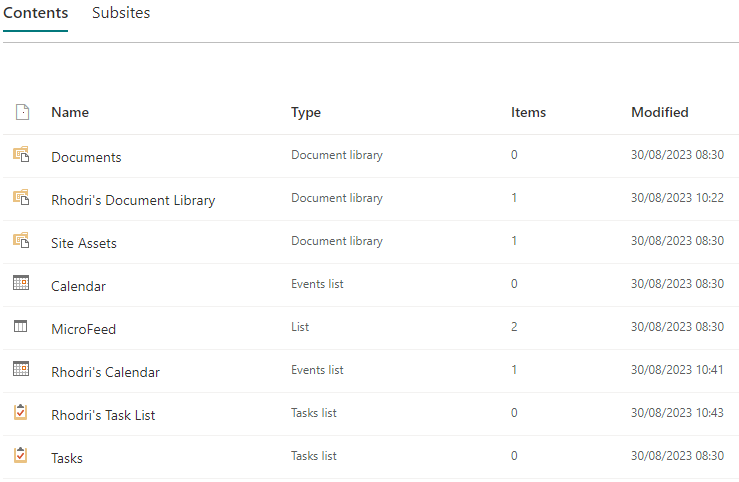 Contents Subsites
Name Type Items Modified
Documents Document library 0 30/08/2023 08:30
Rhodri's Document Library Document library 1 30/08/2023 10:22
Site Assets Document library 1 30/08/2023 08:30
Calendar Events list 0 30/08/2023 08:30
MicroFeed List 2 30/08/2023 08:30
Rhodri's Calendar Events list 1 30/08/2023 10:41
Rhodri's Task List Tasks list 0 30/08/2023 10:43
Tasks Tasks list 0 30/08/2023 08:30